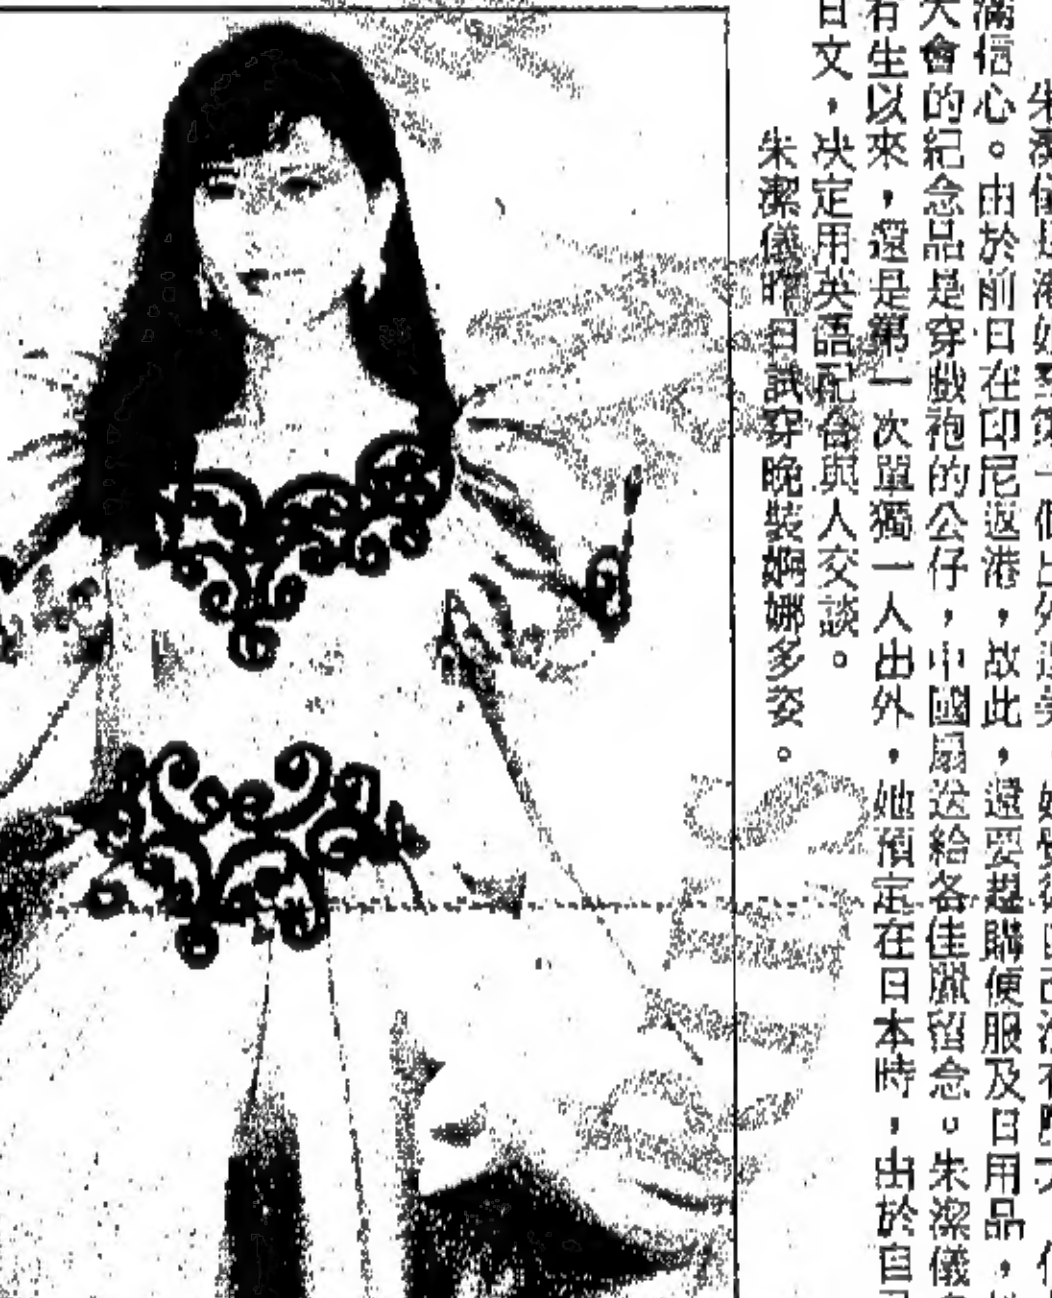 滿信心。由於前日在印尼返港，故此，還要趕購便服及日用品，
大會的紀念品是穿戲袍的公仔，中國扇送給各佳麗留念。朱潔儀
有生以來，還是第一次單獨一人出外，她預定在日本時，由於自
日文，决定用英語配合與人交談。
朱潔儀昨日試穿晚裝婀娜多姿。